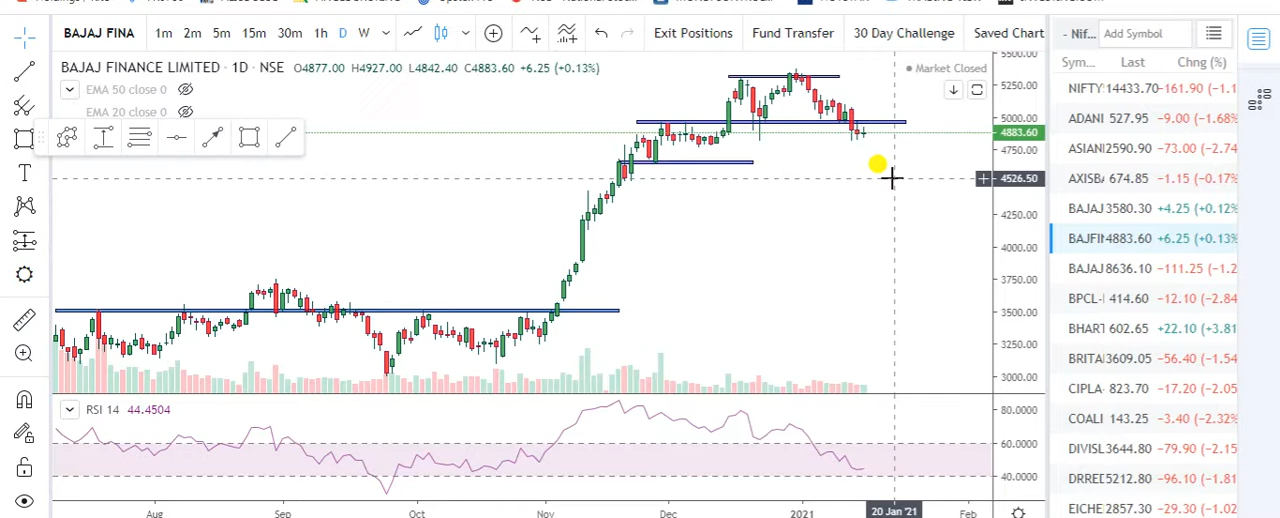 BAJAJ FINA 1m 2m 5m 15m 30m 1h D W Exit Positions Fund Transfer 30 Day Challenge Saved Chart
- Nif... Add Symbol
BAJAJ FINANCE LIMITED · 1D · NSE O4877.00 H4927.00 L4842.40 C4883.60 +6.25 (+0.13%)
Market Closed
EMA 50 close 0
EMA 20 close 0
5500.00
5250.00
5000.00
4883.60
4750.00
4526.50
4250.00
4000.00
3750.00
3500.00
3250.00
3000.00
RSI 14 44.4504
80.0000
60.0000
40.0000
Aug Sep Oct Nov Dec 2021 20 Jan '21 Feb
Sym... Last Chng (%)
NIFTY 14433.70 -161.90 (-1.1
ADANI 527.95 -9.00 (-1.68%
ASIAN 2590.90 -73.00 (-2.74
AXISB 674.85 -1.15 (-0.17%
BAJAJ 3580.30 +4.25 (+0.12%
BAJFIN 4883.60 +6.25 (+0.13%
BAJAJ 8636.10 -111.25 (-1.2
BPCL- 414.60 -12.10 (-2.84
BHART 602.65 +22.10 (+3.81
BRITA 3609.05 -56.40 (-1.54
CIPLA- 823.70 -17.20 (-2.05
COALI 143.25 -3.40 (-2.32%
DIVISL 3644.80 -79.90 (-2.15
DRRED 5212.80 -96.10 (-1.81
EICHE 2857.30 -29.30 (-1.02